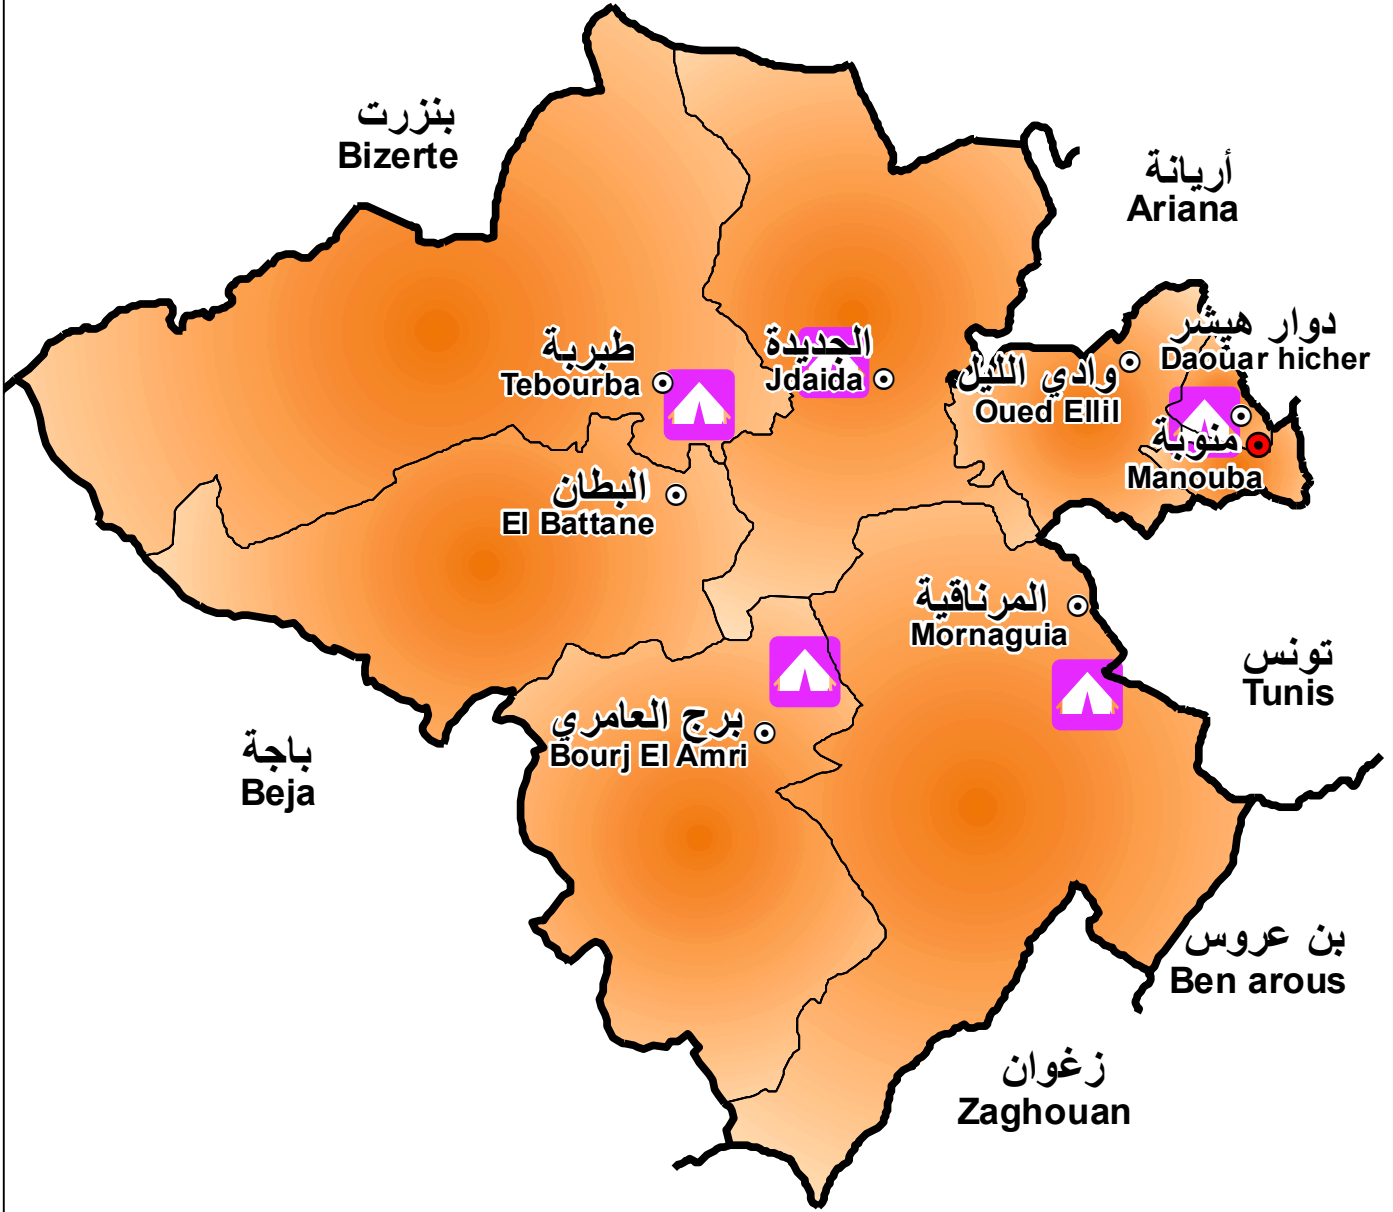 بنزرت
Bizerte
أريانة
Ariana
دوار هيشر
Daouar hicher
طبربة
Tebourba
الجديدة
Jdaida
وادي الليل
Oued Ellil
منوبة
Manouba
البطان
El Battane
المرناقية
Mornaguia
تونس
Tunis
برج العامري
Bourj El Amri
باجة
Beja
بن عروس
Ben arous
زغوان
Zaghouan